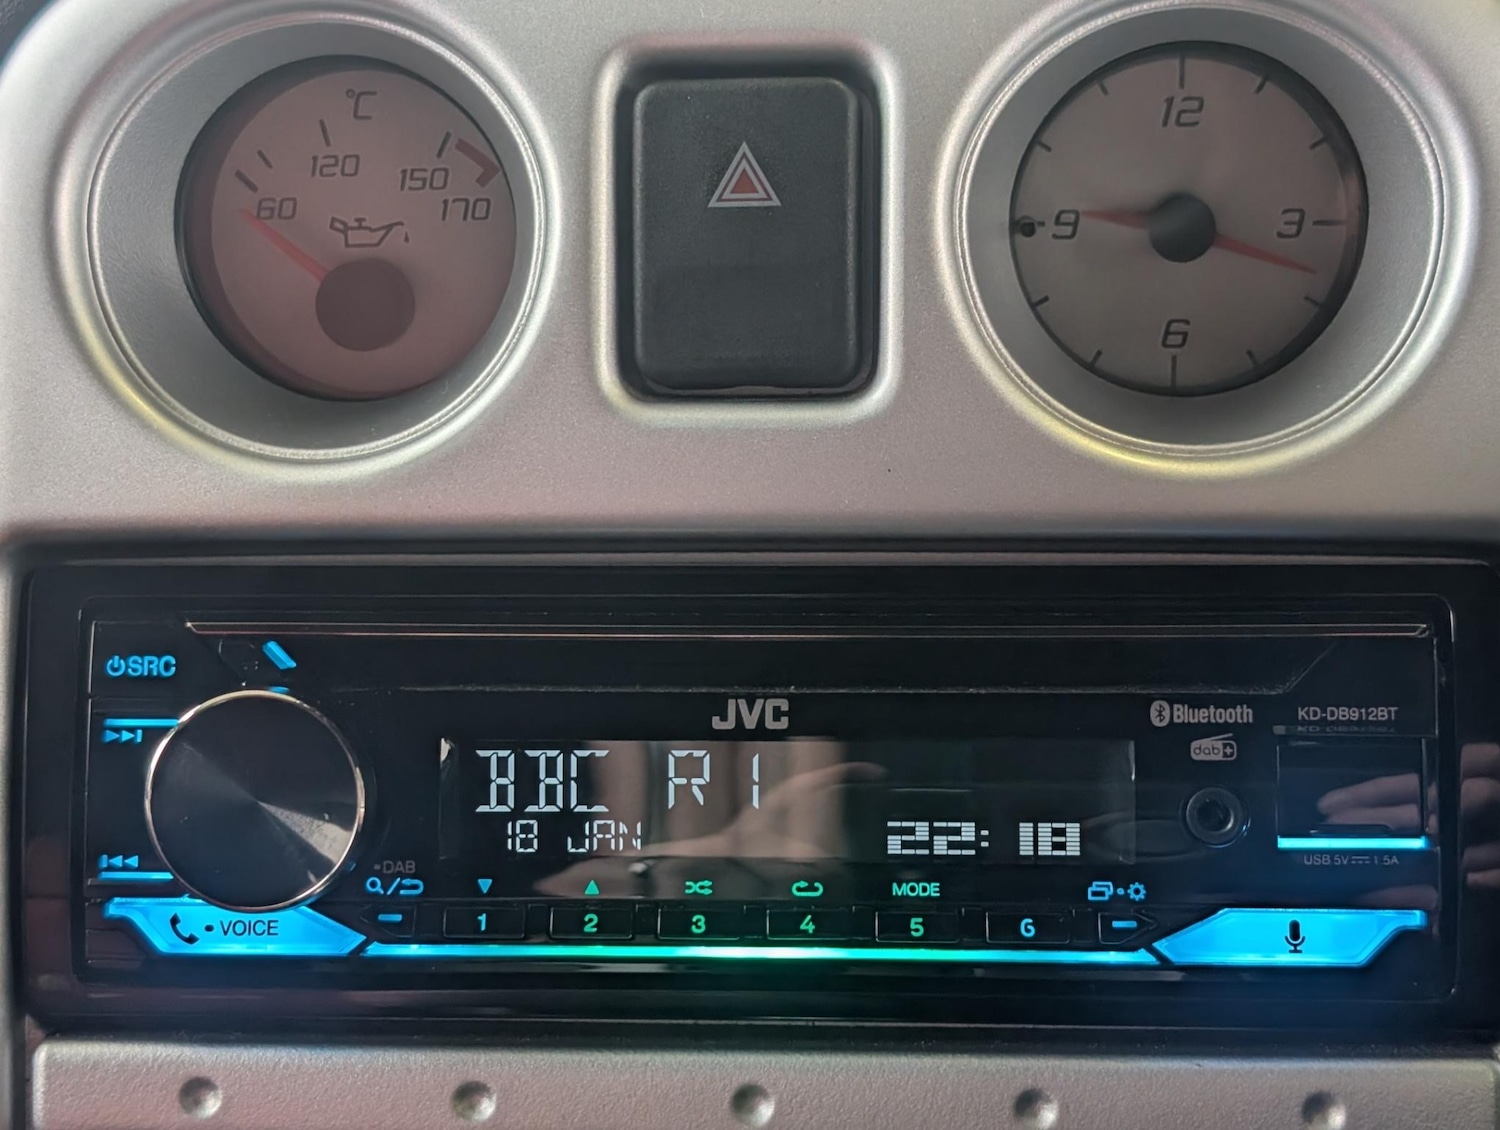 °C
120
150
60
170
12
9
3
6
SRC
JVC
Bluetooth
KD-DB912BT
dab+
BBC R1
18 JAN
22:18
USB 5V 1.5A
DAB
MODE
VOICE
1 2 3 4 5 6